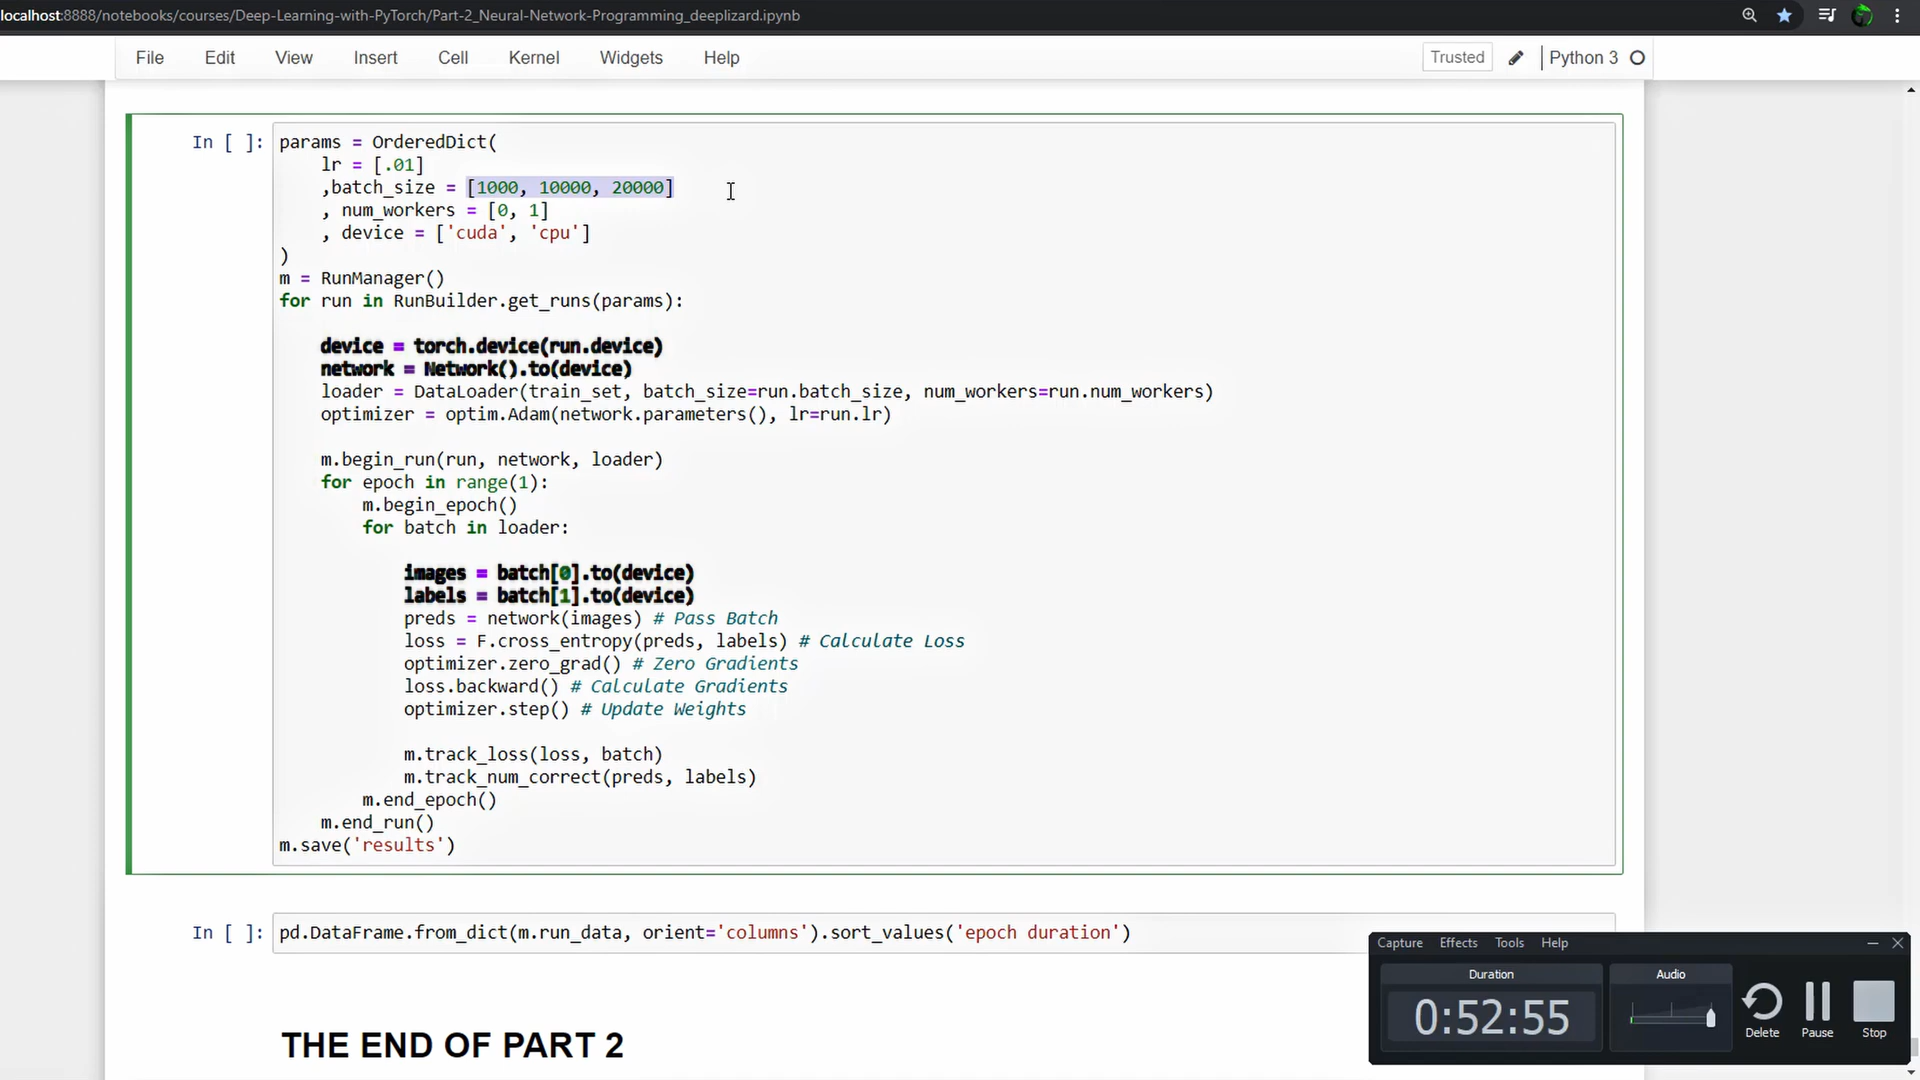 localhost:8888/notebooks/courses/Deep-Learning-with-PyTorch/Part-2_Neural-Network-Programming_deeplizard.ipynb
File Edit View Insert Cell Kernel Widgets Help Trusted Python 3
In [ ]: params = OrderedDict(
lr = [.01]
,batch_size = [1000, 10000, 20000]
, num_workers = [0, 1]
, device = ['cuda', 'cpu']
)
m = RunManager()
for run in RunBuilder.get_runs(params):
device = torch.device(run.device)
network = Network().to(device)
loader = DataLoader(train_set, batch_size=run.batch_size, num_workers=run.num_workers)
optimizer = optim.Adam(network.parameters(), lr=run.lr)
m.begin_run(run, network, loader)
for epoch in range(1):
m.begin_epoch()
for batch in loader:
images = batch[0].to(device)
labels = batch[1].to(device)
preds = network(images) # Pass Batch
loss = F.cross_entropy(preds, labels) # Calculate Loss
optimizer.zero_grad() # Zero Gradients
loss.backward() # Calculate Gradients
optimizer.step() # Update Weights
m.track_loss(loss, batch)
m.track_num_correct(preds, labels)
m.end_epoch()
m.end_run()
m.save('results')
In [ ]: pd.DataFrame.from_dict(m.run_data, orient='columns').sort_values('epoch duration')
THE END OF PART 2
Capture Effects Tools Help
Duration Audio
0:52:55
Delete Pause Stop